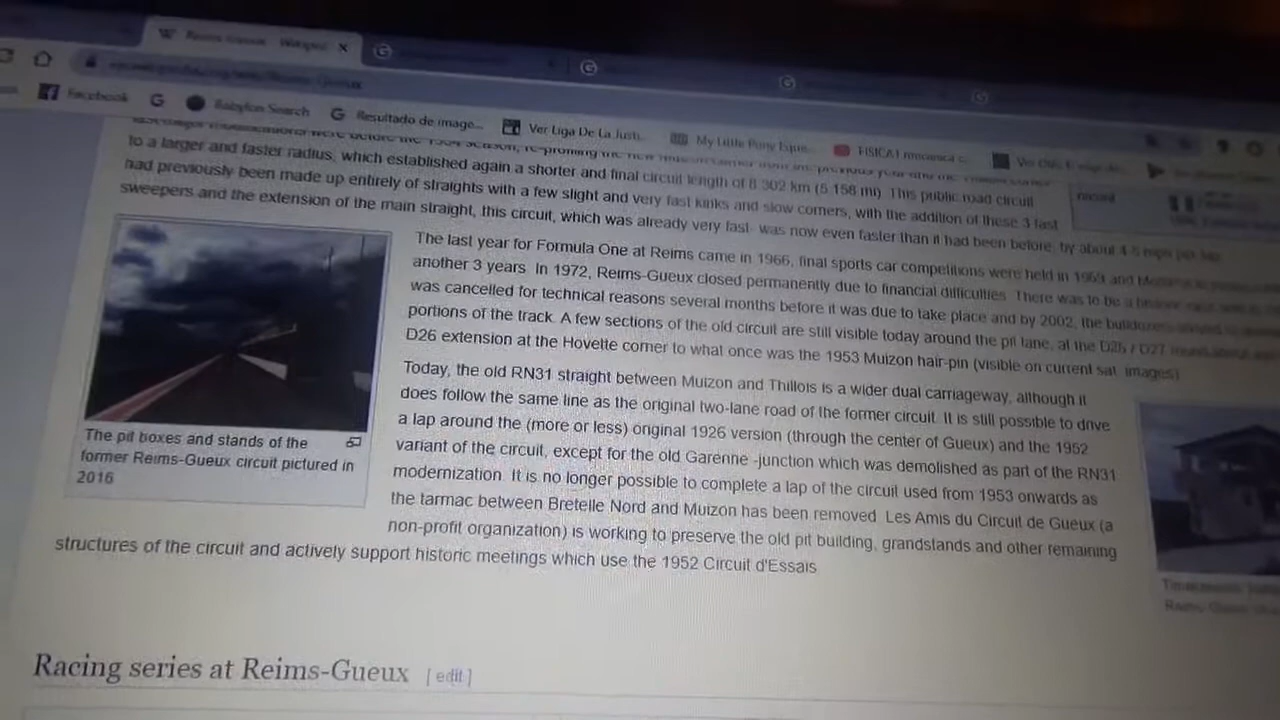 Facebook
G
Babylon Search
G Resultado de image...
Ver Liga De La Justi...
My Little Pony Eque...
to a larger and faster radius, which established again a shorter and final circuit length of 8.302 km (5.158 mi). This public road circuit
had previously been made up entirely of straights with a few slight and very fast kinks and slow corners, with the addition of these 3 fast
sweepers and the extension of the main straight, this circuit, which was already very fast- was now even faster than it had been before, by about
The last year for Formula One at Reims came in 1966, final sports car competitions were held in 1969 and
another 3 years. In 1972, Reims-Gueux closed permanently due to financial difficulties. There was to be a
was cancelled for technical reasons several months before it was due to take place and by 2002, the bulldozers
portions of the track. A few sections of the old circuit are still visible today around the pit lane, at the D26 / D27
D26 extension at the Hovette corner to what once was the 1953 Muizon hair-pin (visible on current sat. images).
The pit boxes and stands of the
former Reims-Gueux circuit pictured in
2016
Today, the old RN31 straight between Muizon and Thillois is a wider dual carriageway, although it
does follow the same line as the original two-lane road of the former circuit. It is still possible to drive
a lap around the (more or less) original 1926 version (through the center of Gueux) and the 1952
variant of the circuit, except for the old Garenne -junction which was demolished as part of the RN31
modernization. It is no longer possible to complete a lap of the circuit used from 1953 onwards as
the tarmac between Bretelle Nord and Muizon has been removed. Les Amis du Circuit de Gueux (a
non-profit organization) is working to preserve the old pit building, grandstands and other remaining
structures of the circuit and actively support historic meetings which use the 1952 Circuit d'Essais
Racing series at Reims-Gueux [ edit ]